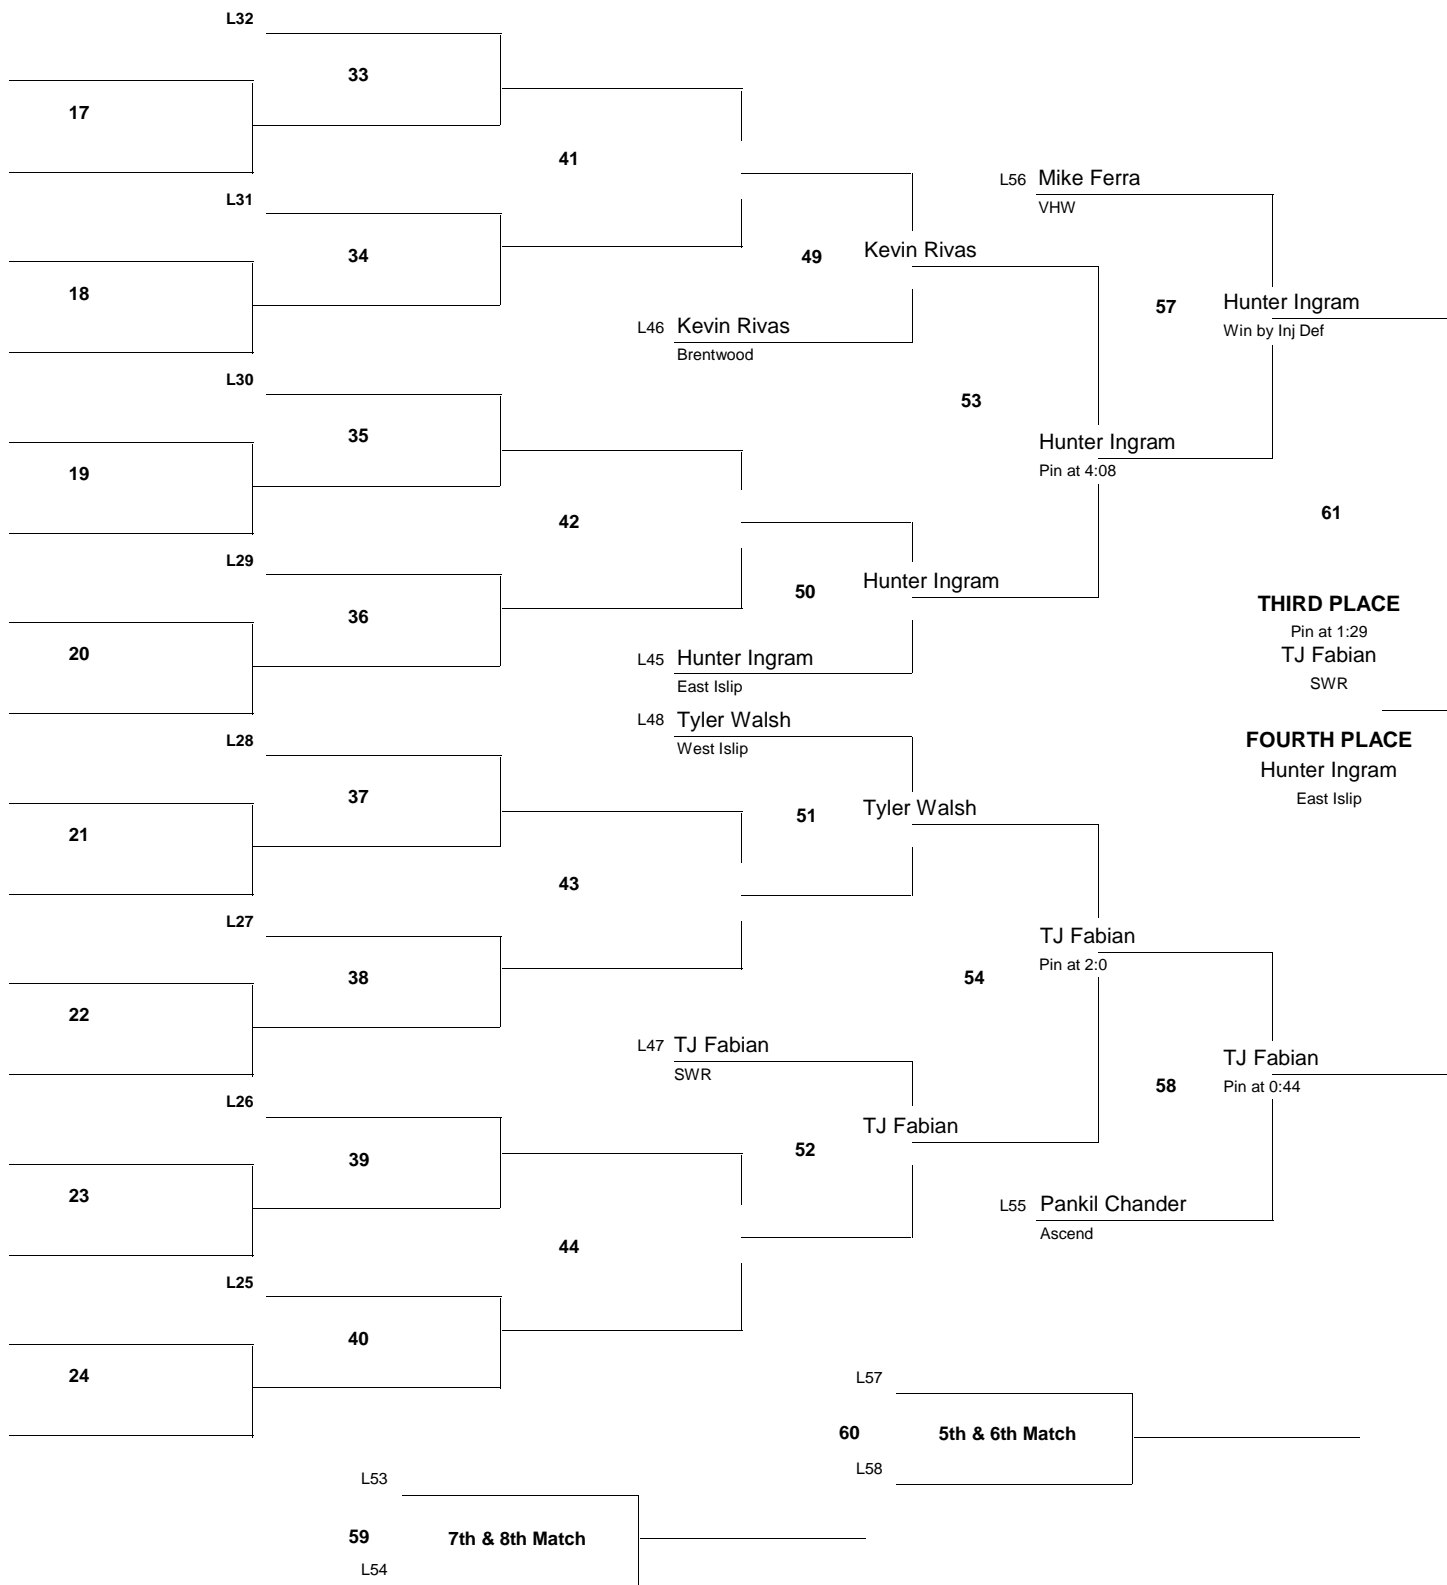 L32
33
17
41
L56 Mike Ferra
VHW
L31
34
49 Kevin Rivas
18
57 Hunter Ingram
Win by Inj Def
L46 Kevin Rivas
Brentwood
L30
53
35
Hunter Ingram
Pin at 4:08
19
42
61
L29
50 Hunter Ingram
36
THIRD PLACE
Pin at 1:29
TJ Fabian
SWR
20
L45 Hunter Ingram
East Islip
L48 Tyler Walsh
West Islip
L28
FOURTH PLACE
Hunter Ingram
East Islip
37
51 Tyler Walsh
21
43
L27
TJ Fabian
Pin at 2:0
38
54
22
L47 TJ Fabian
SWR
TJ Fabian
58 Pin at 0:44
L26
52 TJ Fabian
39
23
L55 Pankil Chander
Ascend
44
L25
40
24
L57
60 5th & 6th Match
L58
L53
59 7th & 8th Match
L54